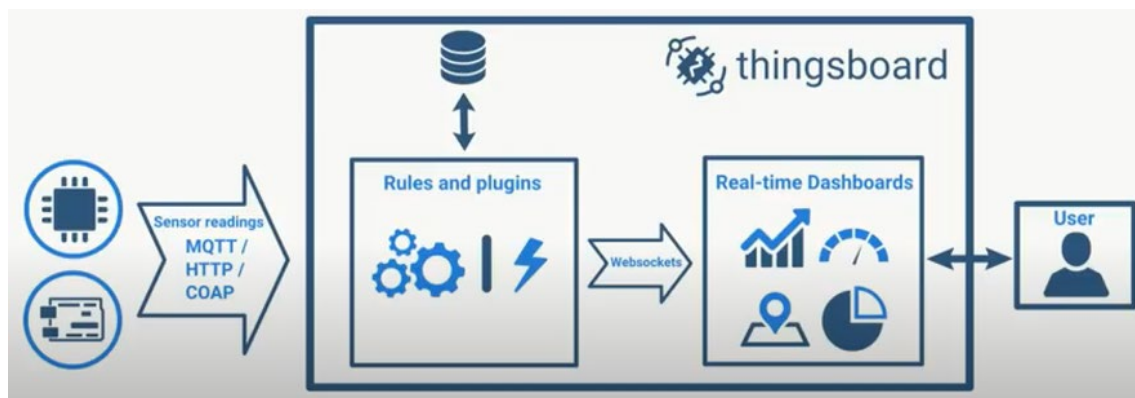 thingsboard
Sensor readings
MQTT /
HTTP /
COAP
Rules and plugins
Websockets
Real-time Dashboards
User